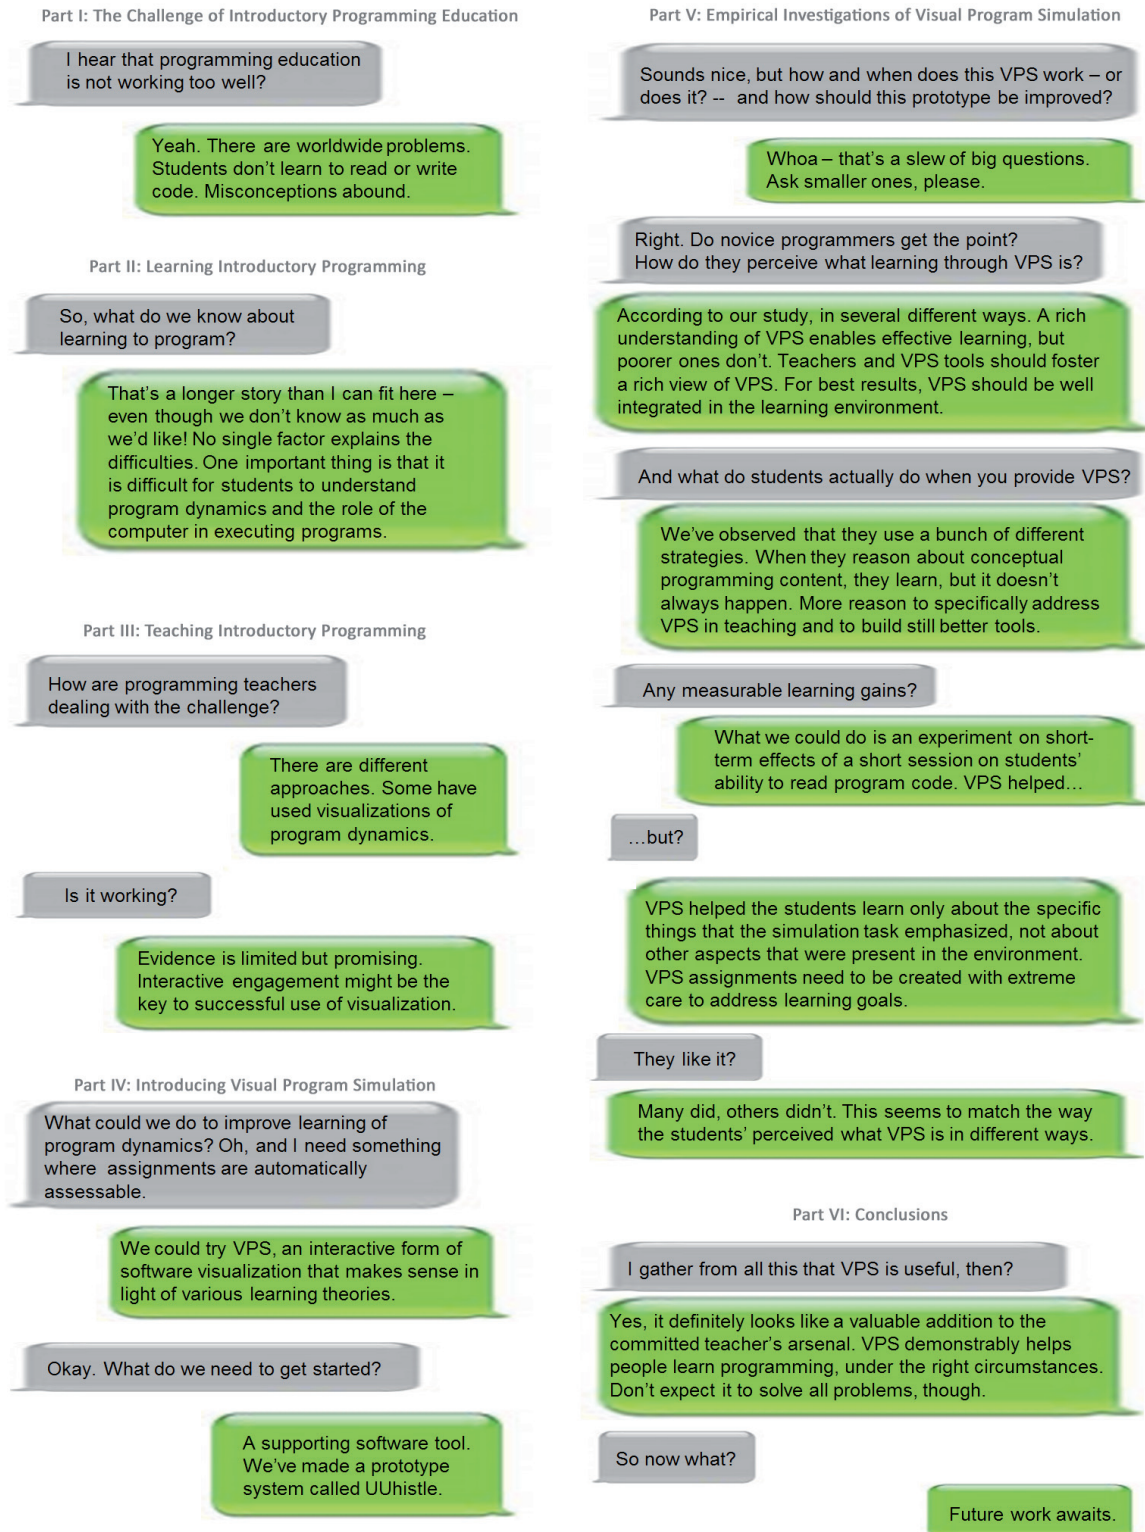 Part I: The Challenge of Introductory Programming Education
I hear that programming education
is not working too well?
Yeah. There are worldwide problems.
Students don't learn to read or write
code. Misconceptions abound.
Part II: Learning Introductory Programming
So, what do we know about
learning to program?
That's a longer story than I can fit here –
even though we don't know as much as
we'd like! No single factor explains the
difficulties. One important thing is that it
is difficult for students to understand
program dynamics and the role of the
computer in executing programs.
Part III: Teaching Introductory Programming
How are programming teachers
dealing with the challenge?
There are different
approaches. Some have
used visualizations of
program dynamics.
Is it working?
Evidence is limited but promising.
Interactive engagement might be the
key to successful use of visualization.
Part IV: Introducing Visual Program Simulation
What could we do to improve learning of
program dynamics? Oh, and I need something
where assignments are automatically
assessable.
We could try VPS, an interactive form of
software visualization that makes sense in
light of various learning theories.
Okay. What do we need to get started?
A supporting software tool.
We've made a prototype
system called UUhistle.
Part V: Empirical Investigations of Visual Program Simulation
Sounds nice, but how and when does this VPS work – or
does it? -- and how should this prototype be improved?
Whoa – that's a slew of big questions.
Ask smaller ones, please.
Right. Do novice programmers get the point?
How do they perceive what learning through VPS is?
According to our study, in several different ways. A rich
understanding of VPS enables effective learning, but
poorer ones don't. Teachers and VPS tools should foster
a rich view of VPS. For best results, VPS should be well
integrated in the learning environment.
And what do students actually do when you provide VPS?
We've observed that they use a bunch of different
strategies. When they reason about conceptual
programming content, they learn, but it doesn't
always happen. More reason to specifically address
VPS in teaching and to build still better tools.
Any measurable learning gains?
What we could do is an experiment on short-
term effects of a short session on students'
ability to read program code. VPS helped…
…but?
VPS helped the students learn only about the specific
things that the simulation task emphasized, not about
other aspects that were present in the environment.
VPS assignments need to be created with extreme
care to address learning goals.
They like it?
Many did, others didn't. This seems to match the way
the students' perceived what VPS is in different ways.
Part VI: Conclusions
I gather from all this that VPS is useful, then?
Yes, it definitely looks like a valuable addition to the
committed teacher's arsenal. VPS demonstrably helps
people learn programming, under the right circumstances.
Don't expect it to solve all problems, though.
So now what?
Future work awaits.